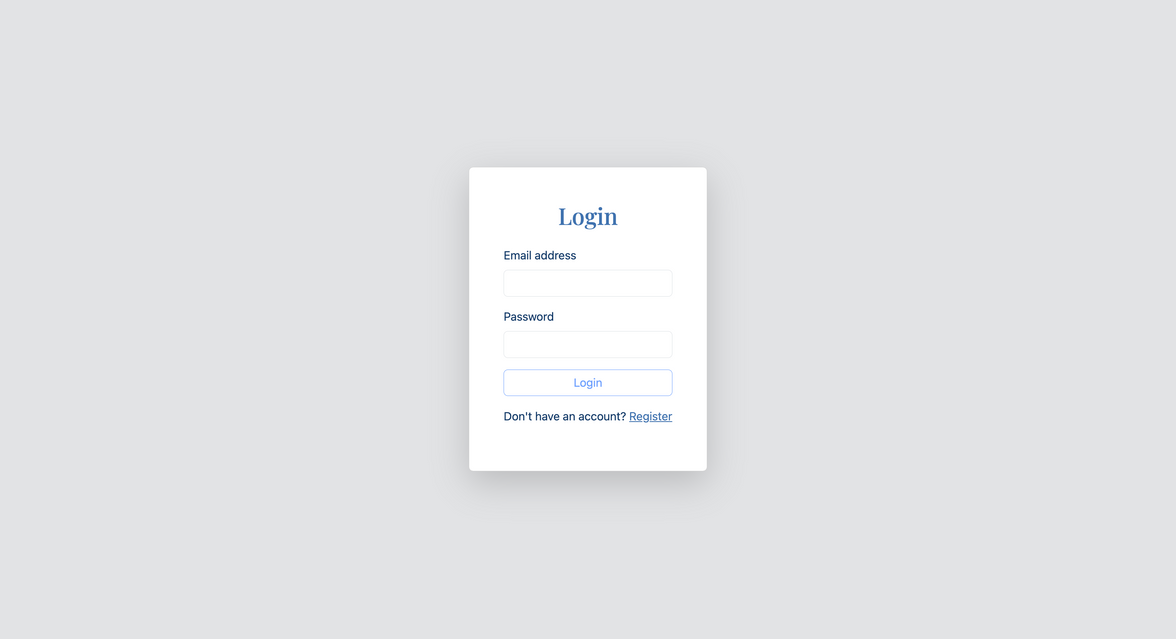 Login
Email address
Password
Login
Don't have an account? Register